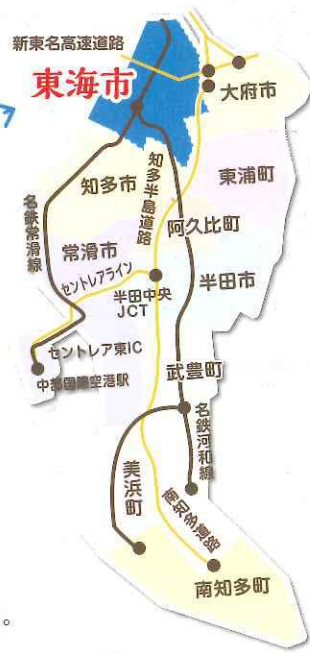 新東名高速道路
東海市
大府市
知多市
東浦町
知多半島道路
名鉄常滑線
阿久比町
常滑市
セントレアライン
半田市
半田中央
JCT
セントレア東IC
中部国際空港駅
武豊町
名鉄河和線
美浜町
南知多道路
南知多町
。